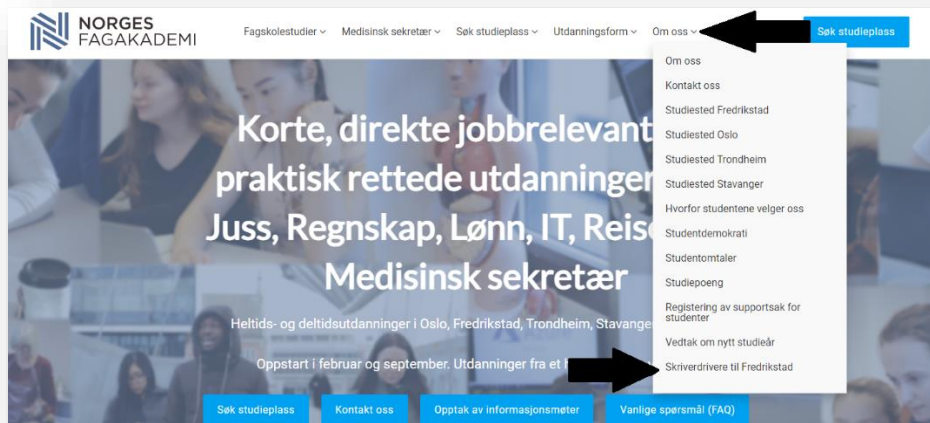 NORGES
FAGAKADEMI
Fagskolestudier Medisinsk sekretær Søk studieplass Utdanningsform Om oss Søk studieplass
Om oss
Kontakt oss
Studiested Fredrikstad
Studiested Oslo
Studiested Trondheim
Studiested Stavanger
Hvorfor studentene velger oss
Studentdemokrati
Studentomtaler
Studiepoeng
Registering av supportsak for
studenter
Vedtak om nytt studieår
Skriverdrivere til Fredrikstad
Korte, direkte jobbrelevant
praktisk rettede utdanninger
Juss, Regnskap, Lønn, IT, Reise
Medisinsk sekretær
Heltids- og deltidsutdanninger i Oslo, Fredrikstad, Trondheim, Stavange
Oppstart i februar og september. Utdanninger fra et
Søk studieplass Kontakt oss Opptak av informasjonsmøter Vanlige spørsmål (FAQ)